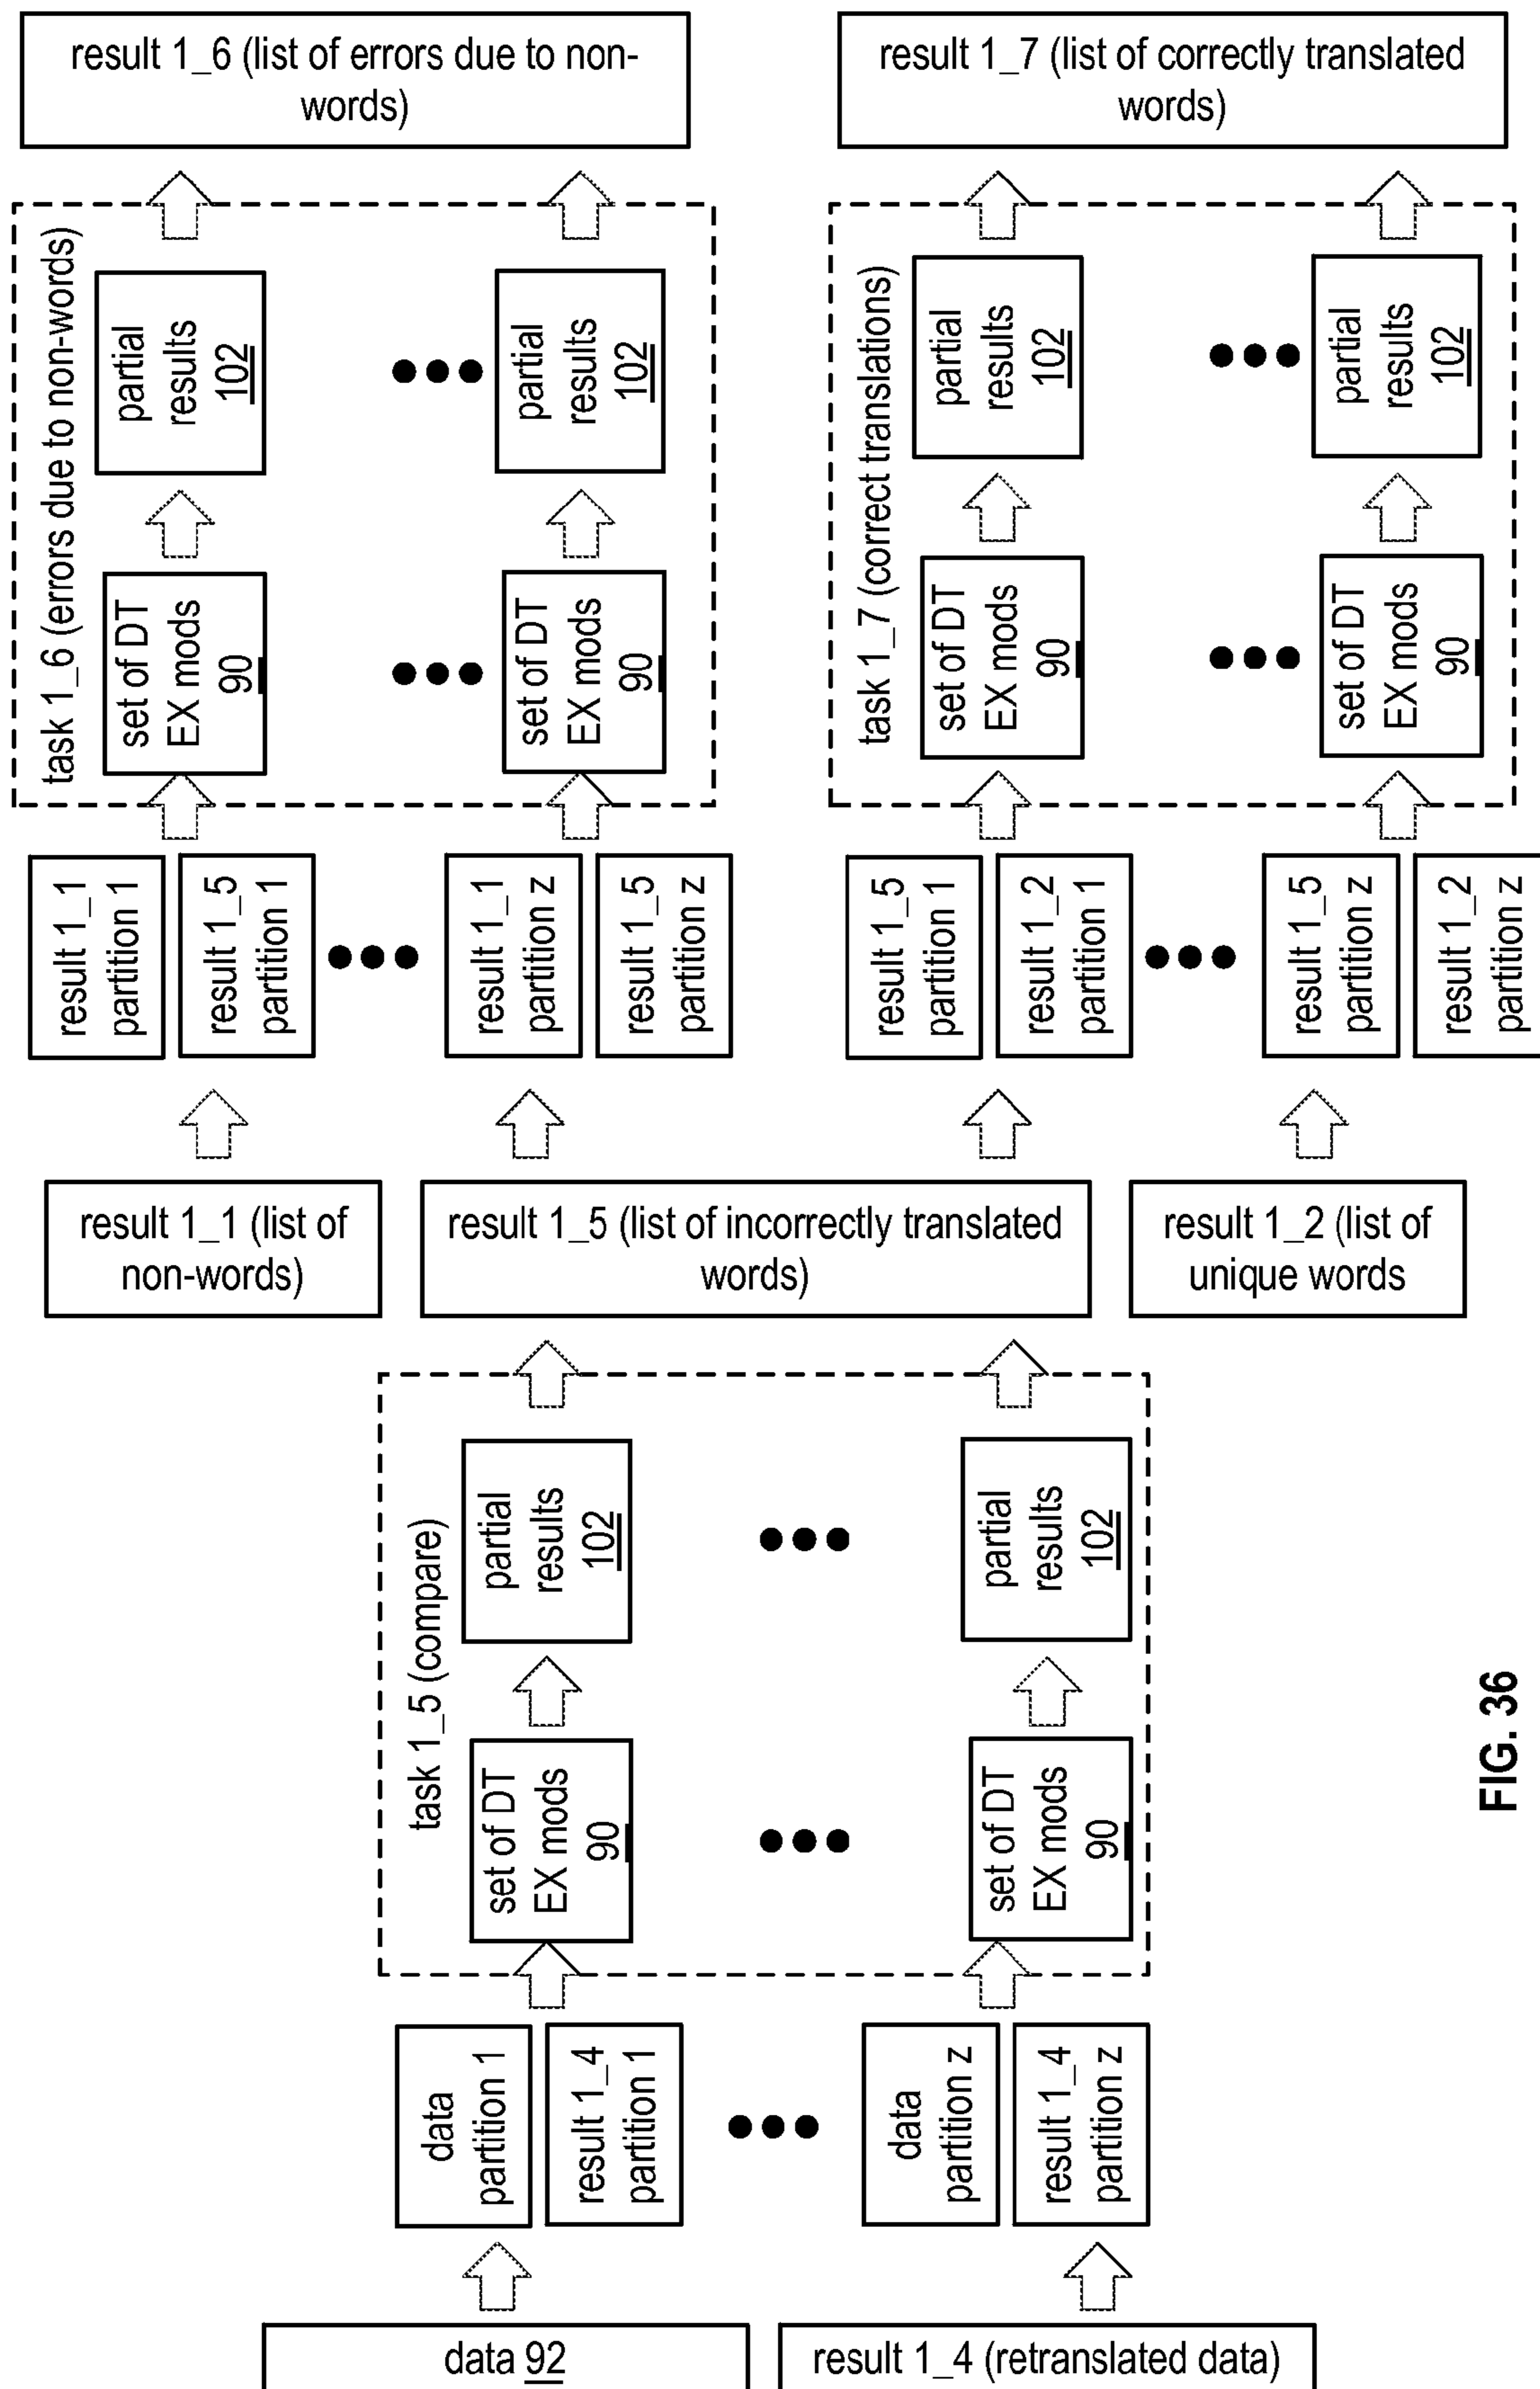 result 1_6 (list of errors due to non-
words)
result 1_7 (list of correctly translated
words)
task 1_6 (errors due to non-words)
partial
results
102
partial
results
102
set of DT
EX mods
90
set of DT
EX mods
90
task 1_7 (correct translations)
partial
results
102
partial
results
102
set of DT
EX mods
90
set of DT
EX mods
90
result 1_1
partition 1
result 1_5
partition 1
result 1_1
partition z
result 1_5
partition z
result 1_5
partition 1
result 1_2
partition 1
result 1_5
partition z
result 1_2
partition z
result 1_1 (list of
non-words)
result 1_5 (list of incorrectly translated
words)
result 1_2 (list of
unique words
task 1_5 (compare)
partial
results
102
partial
results
102
set of DT
EX mods
90
set of DT
EX mods
90
data
partition 1
result 1_4
partition 1
data
partition z
result 1_4
partition z
data 92
result 1_4 (retranslated data)
FIG. 36